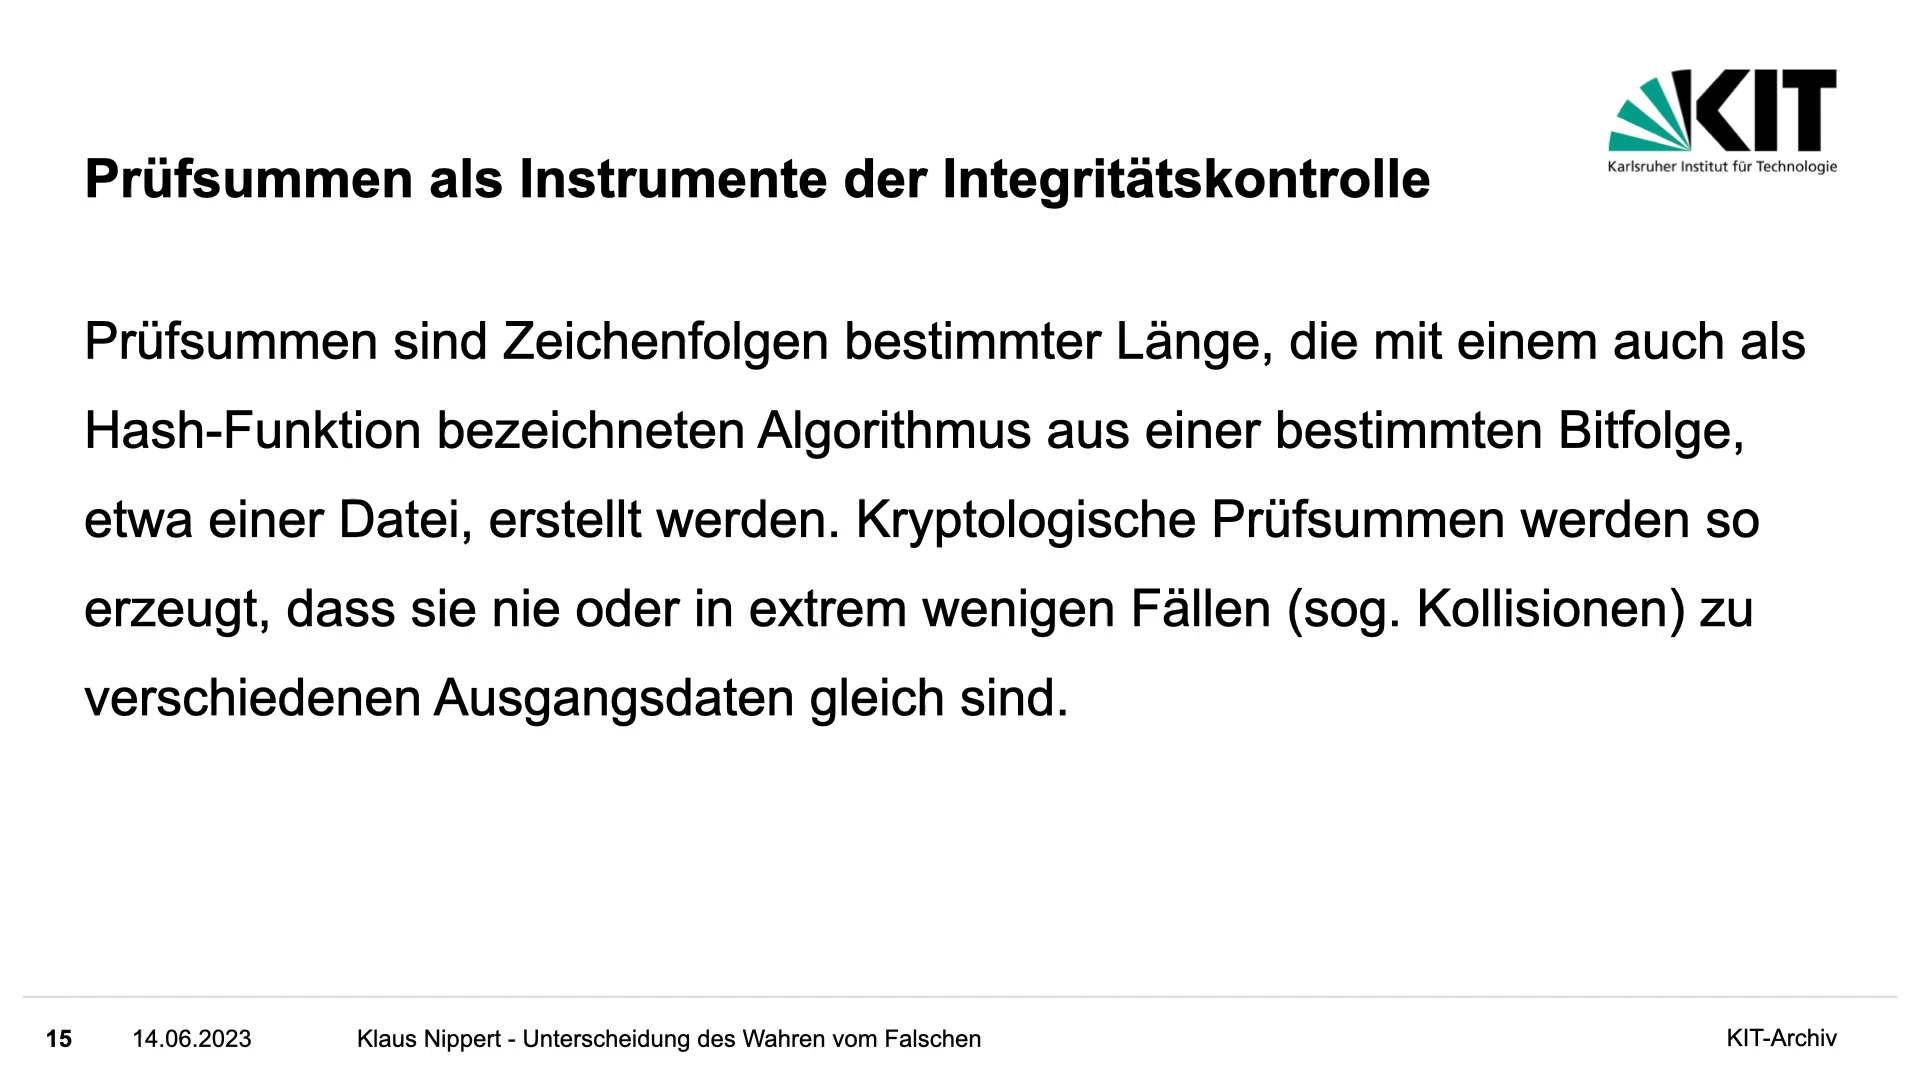 KIT
Karlsruher Institut für Technologie
Prüfsummen als Instrumente der Integritätskontrolle
Prüfsummen sind Zeichenfolgen bestimmter Länge, die mit einem auch als
Hash-Funktion bezeichneten Algorithmus aus einer bestimmten Bitfolge,
etwa einer Datei, erstellt werden. Kryptologische Prüfsummen werden so
erzeugt, dass sie nie oder in extrem wenigen Fällen (sog. Kollisionen) zu
verschiedenen Ausgangsdaten gleich sind.
15 14.06.2023 Klaus Nippert - Unterscheidung des Wahren vom Falschen KIT-Archiv